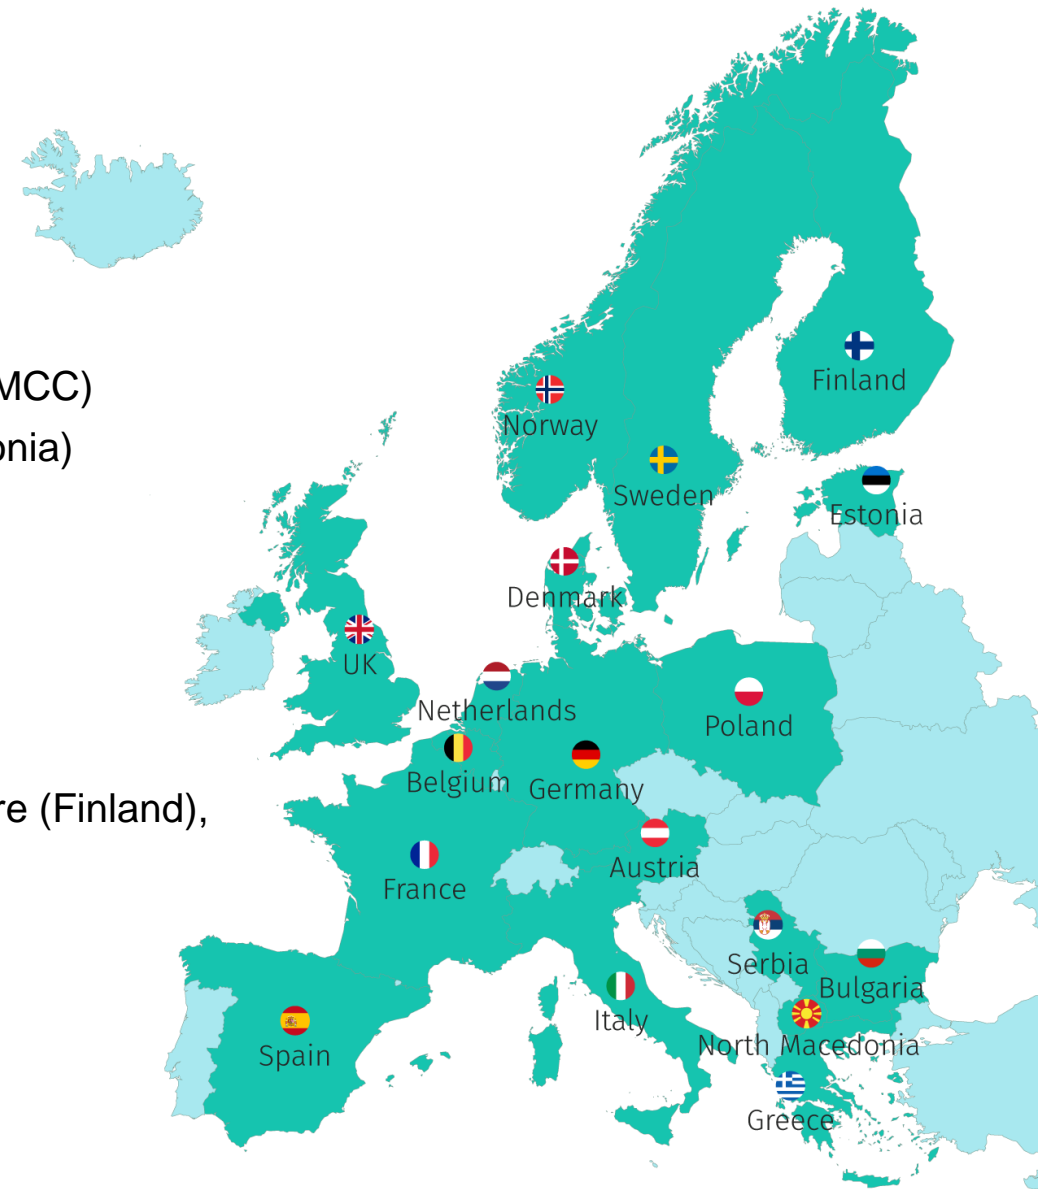 MCC)
onia)
re (Finland),
Finland
Norway
Sweden
Estonia
Denmark
UK
Netherlands
Poland
Belgium
Germany
Austria
France
Serbia
Bulgaria
Italy
North Macedonia
Spain
Greece